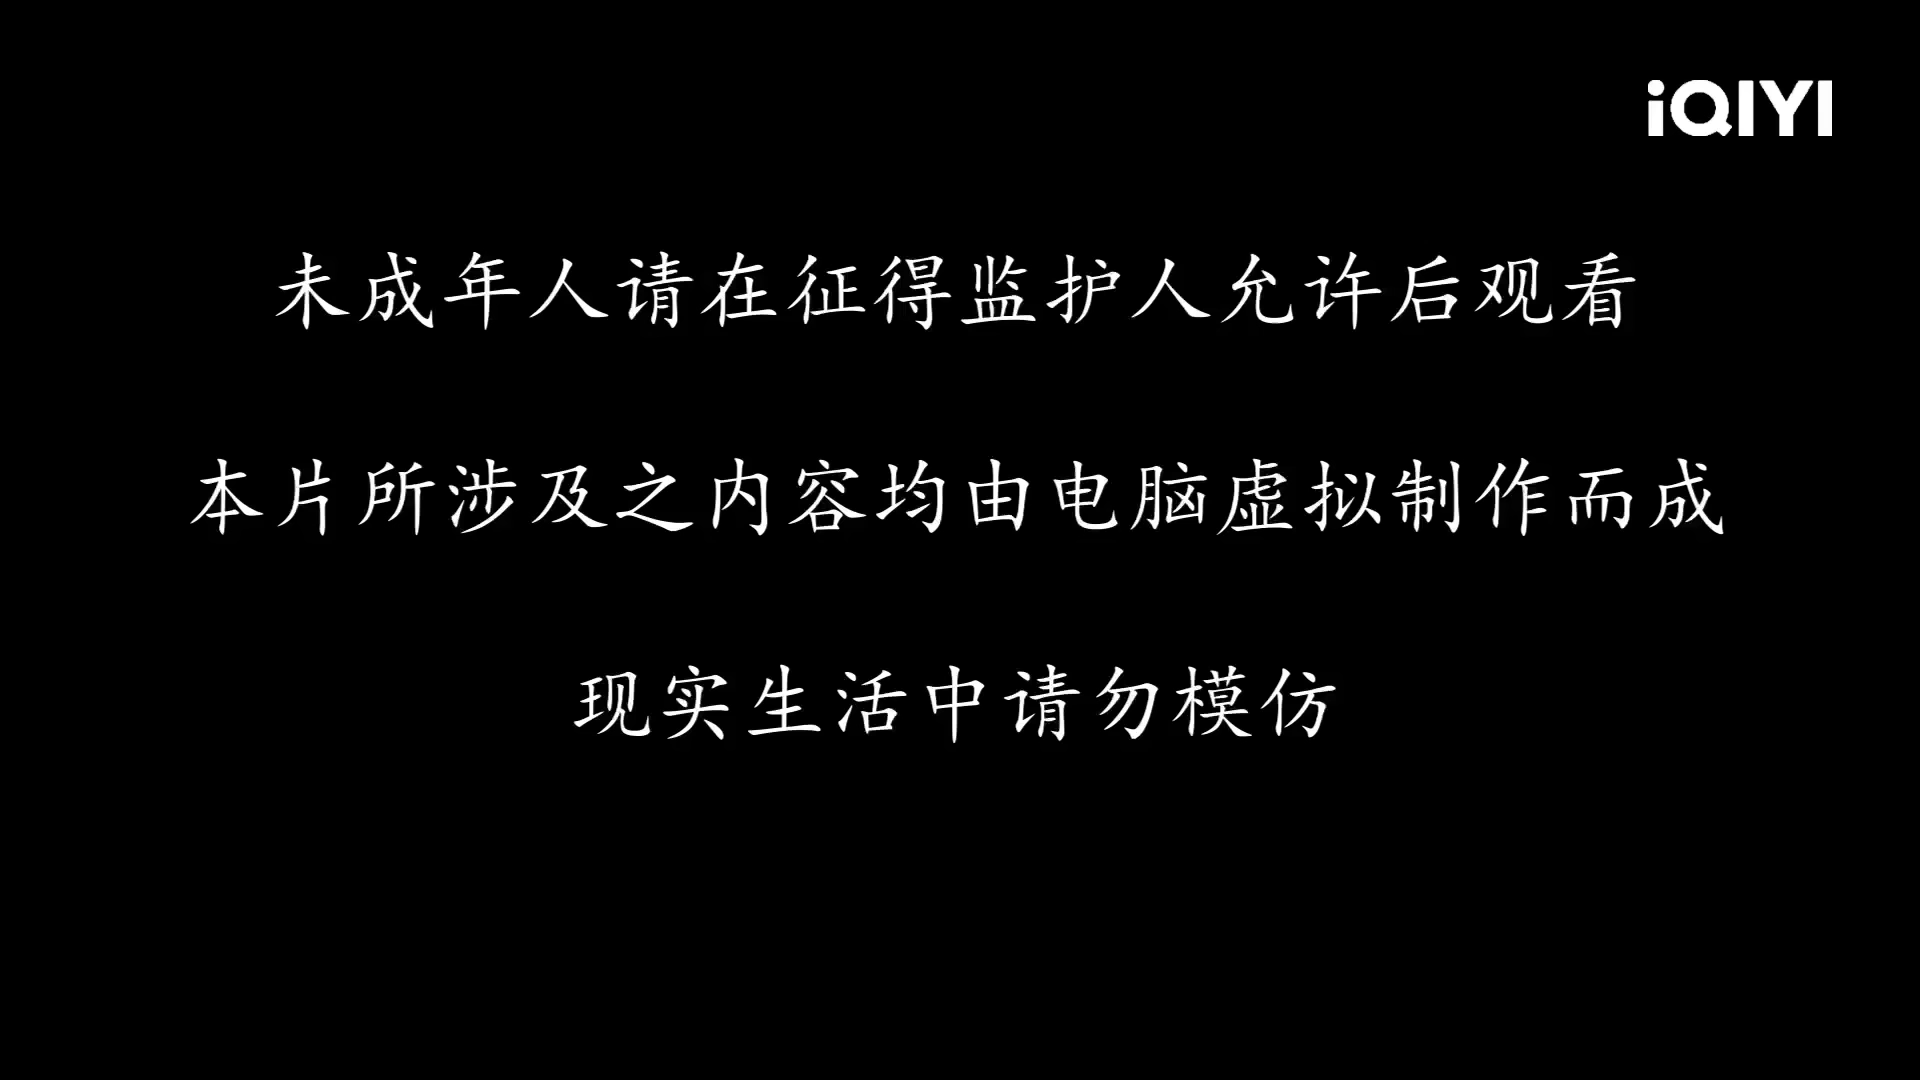 iQIYI
未成年人请在征得监护人允许后观看
本片所涉及之内容均由电脑虚拟制作而成
现实生活中请勿模仿